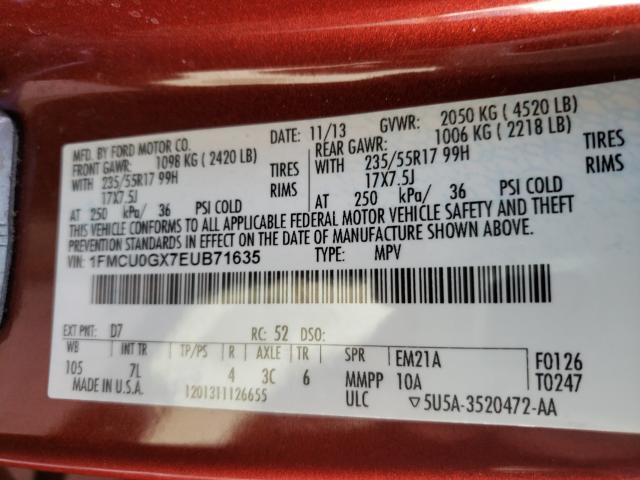 MFD. BY FORD MOTOR CO.
DATE: 11/13 GVWR: 2050 KG ( 4520 LB)
FRONT GAWR: 1098 KG ( 2420 LB) REAR GAWR: 1006 KG ( 2218 LB)
WITH 235/55R17 99H TIRES WITH 235/55R17 99H TIRES
17X7.5J RIMS 17X7.5J RIMS
AT 250 kPa/ 36 PSI COLD AT 250 kPa/ 36 PSI COLD
THIS VEHICLE CONFORMS TO ALL APPLICABLE FEDERAL MOTOR VEHICLE SAFETY AND THEFT
PREVENTION STANDARDS IN EFFECT ON THE DATE OF MANUFACTURE SHOWN ABOVE.
VIN: 1FMCU0GX7EUB71635 TYPE: MPV
EXT PNT: D7 RC: 52 DSO:
WB INT TR TP/PS R AXLE TR SPR EM21A F0126
105 7L 4 3C 6 MMPP 10A T0247
MADE IN U.S.A. 1201311126655 ULC ▽5U5A-3520472-AA